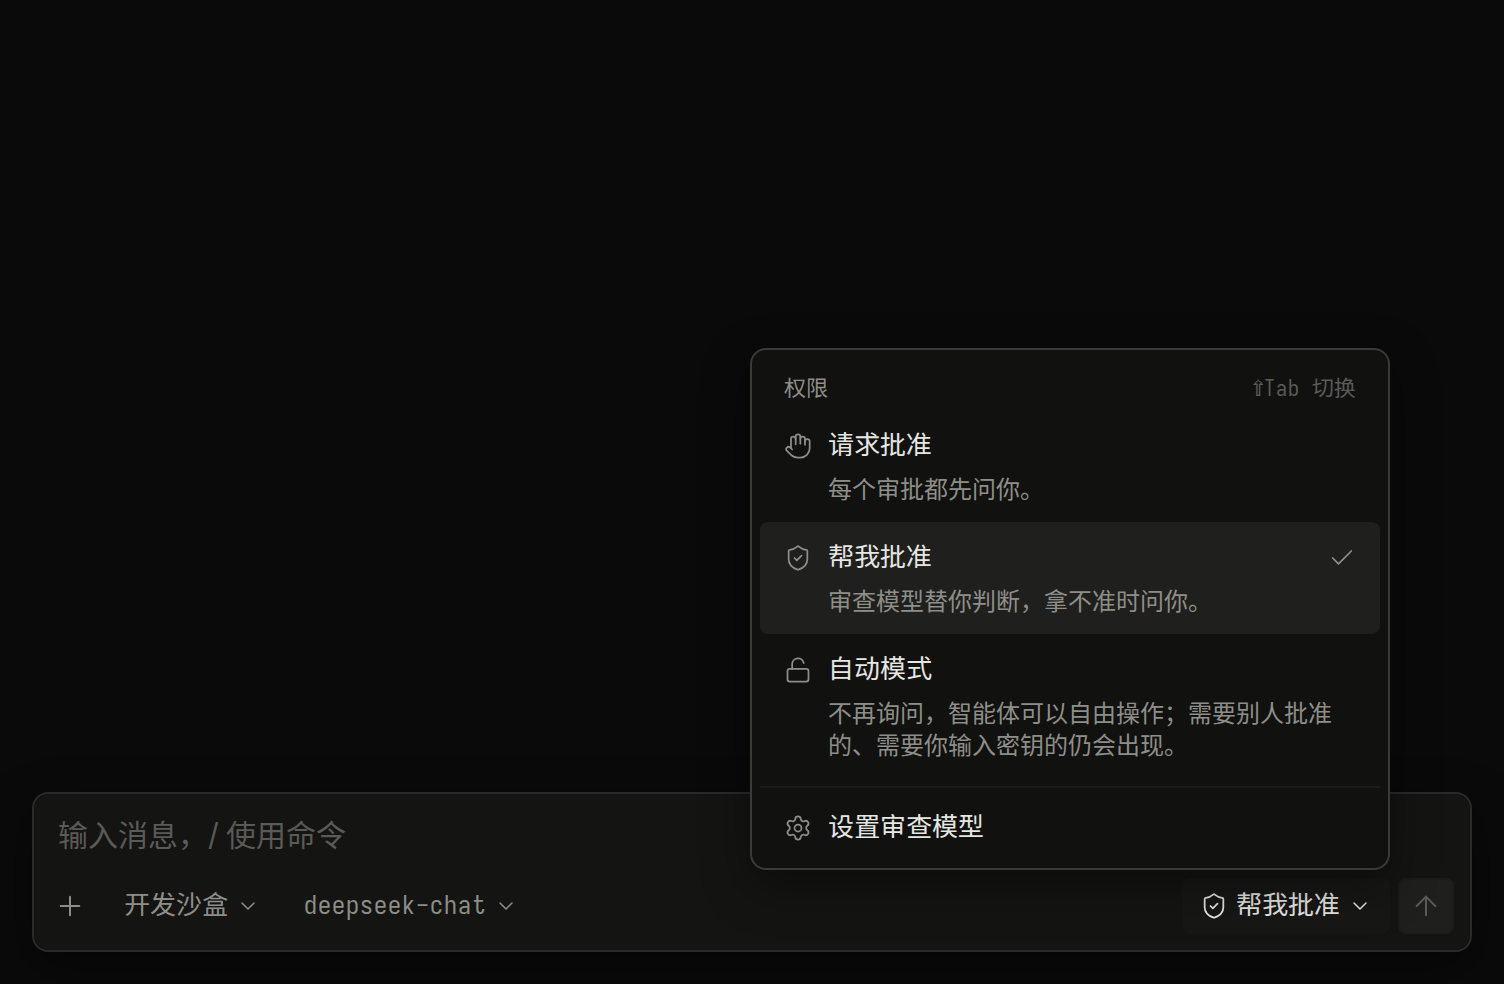 权限
⇧Tab 切换
请求批准
每个审批都先问你。
帮我批准
审查模型替你判断，拿不准时问你。
自动模式
不再询问，智能体可以自由操作；需要别人批准
的、需要你输入密钥的仍会出现。
设置审查模型
输入消息，/ 使用命令
开发沙盒
deepseek-chat
帮我批准